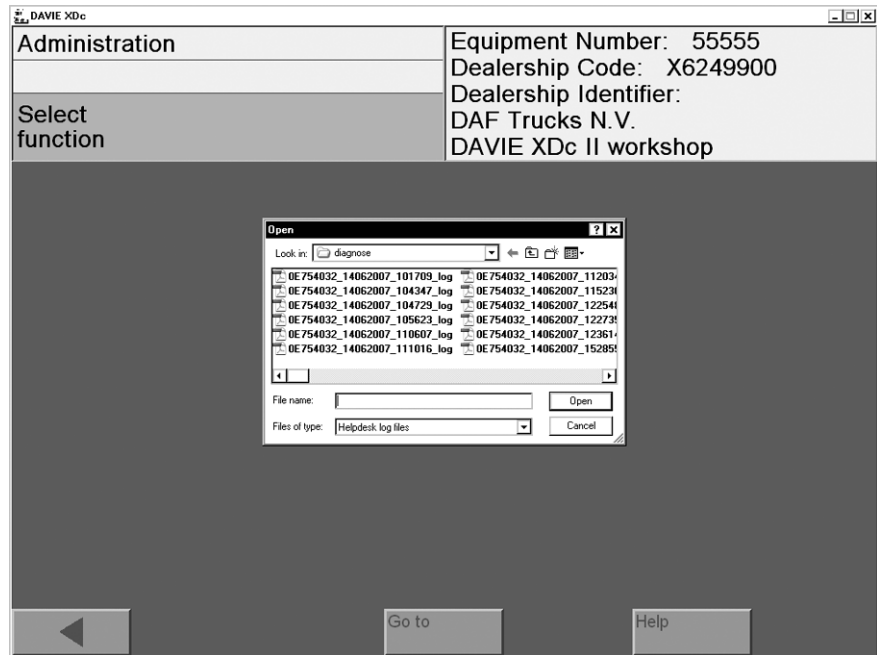 DAVIE XDc
Administration
Equipment Number: 55555
Dealership Code: X6249900
Dealership Identifier:
DAF Trucks N.V.
DAVIE XDc II workshop
Select
function
Open
Look in: diagnose
0E754032_14062007_101709_log
0E754032_14062007_104347_log
0E754032_14062007_104729_log
0E754032_14062007_105623_log
0E754032_14062007_110607_log
0E754032_14062007_111016_log
File name:
Open
Files of type: Helpdesk log files
Cancel
Go to
Help